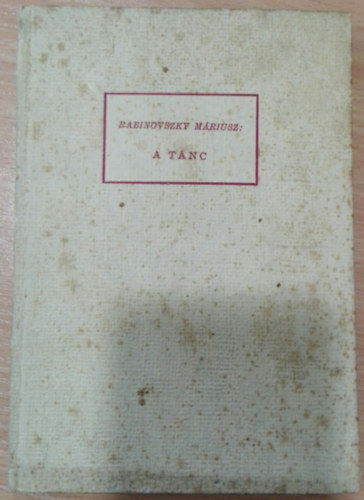 RABINOVSZKY MÁRIUSZ:
A TÁNC